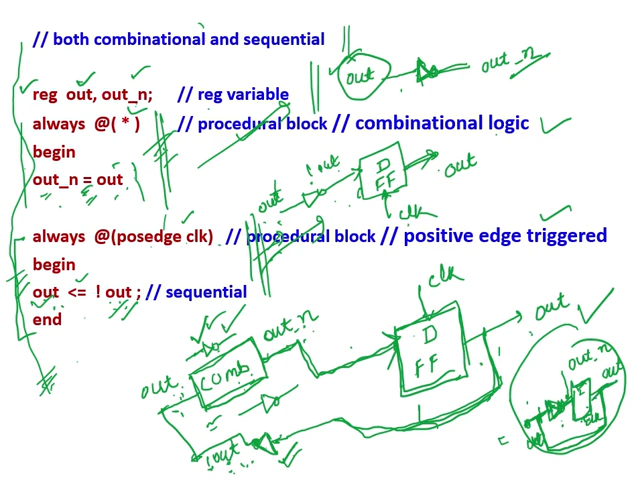 // both combinational and sequential
out out_n
reg out, out_n; // reg variable
always @( * ) // procedural block // combinational logic
begin
out_n = out
out !out D FF out
clk
always @(posedge clk) // procedural block // positive edge triggered
begin
out <= ! out ; // sequential
end
clk
out_n D FF out
out comb
!out
out_n
out